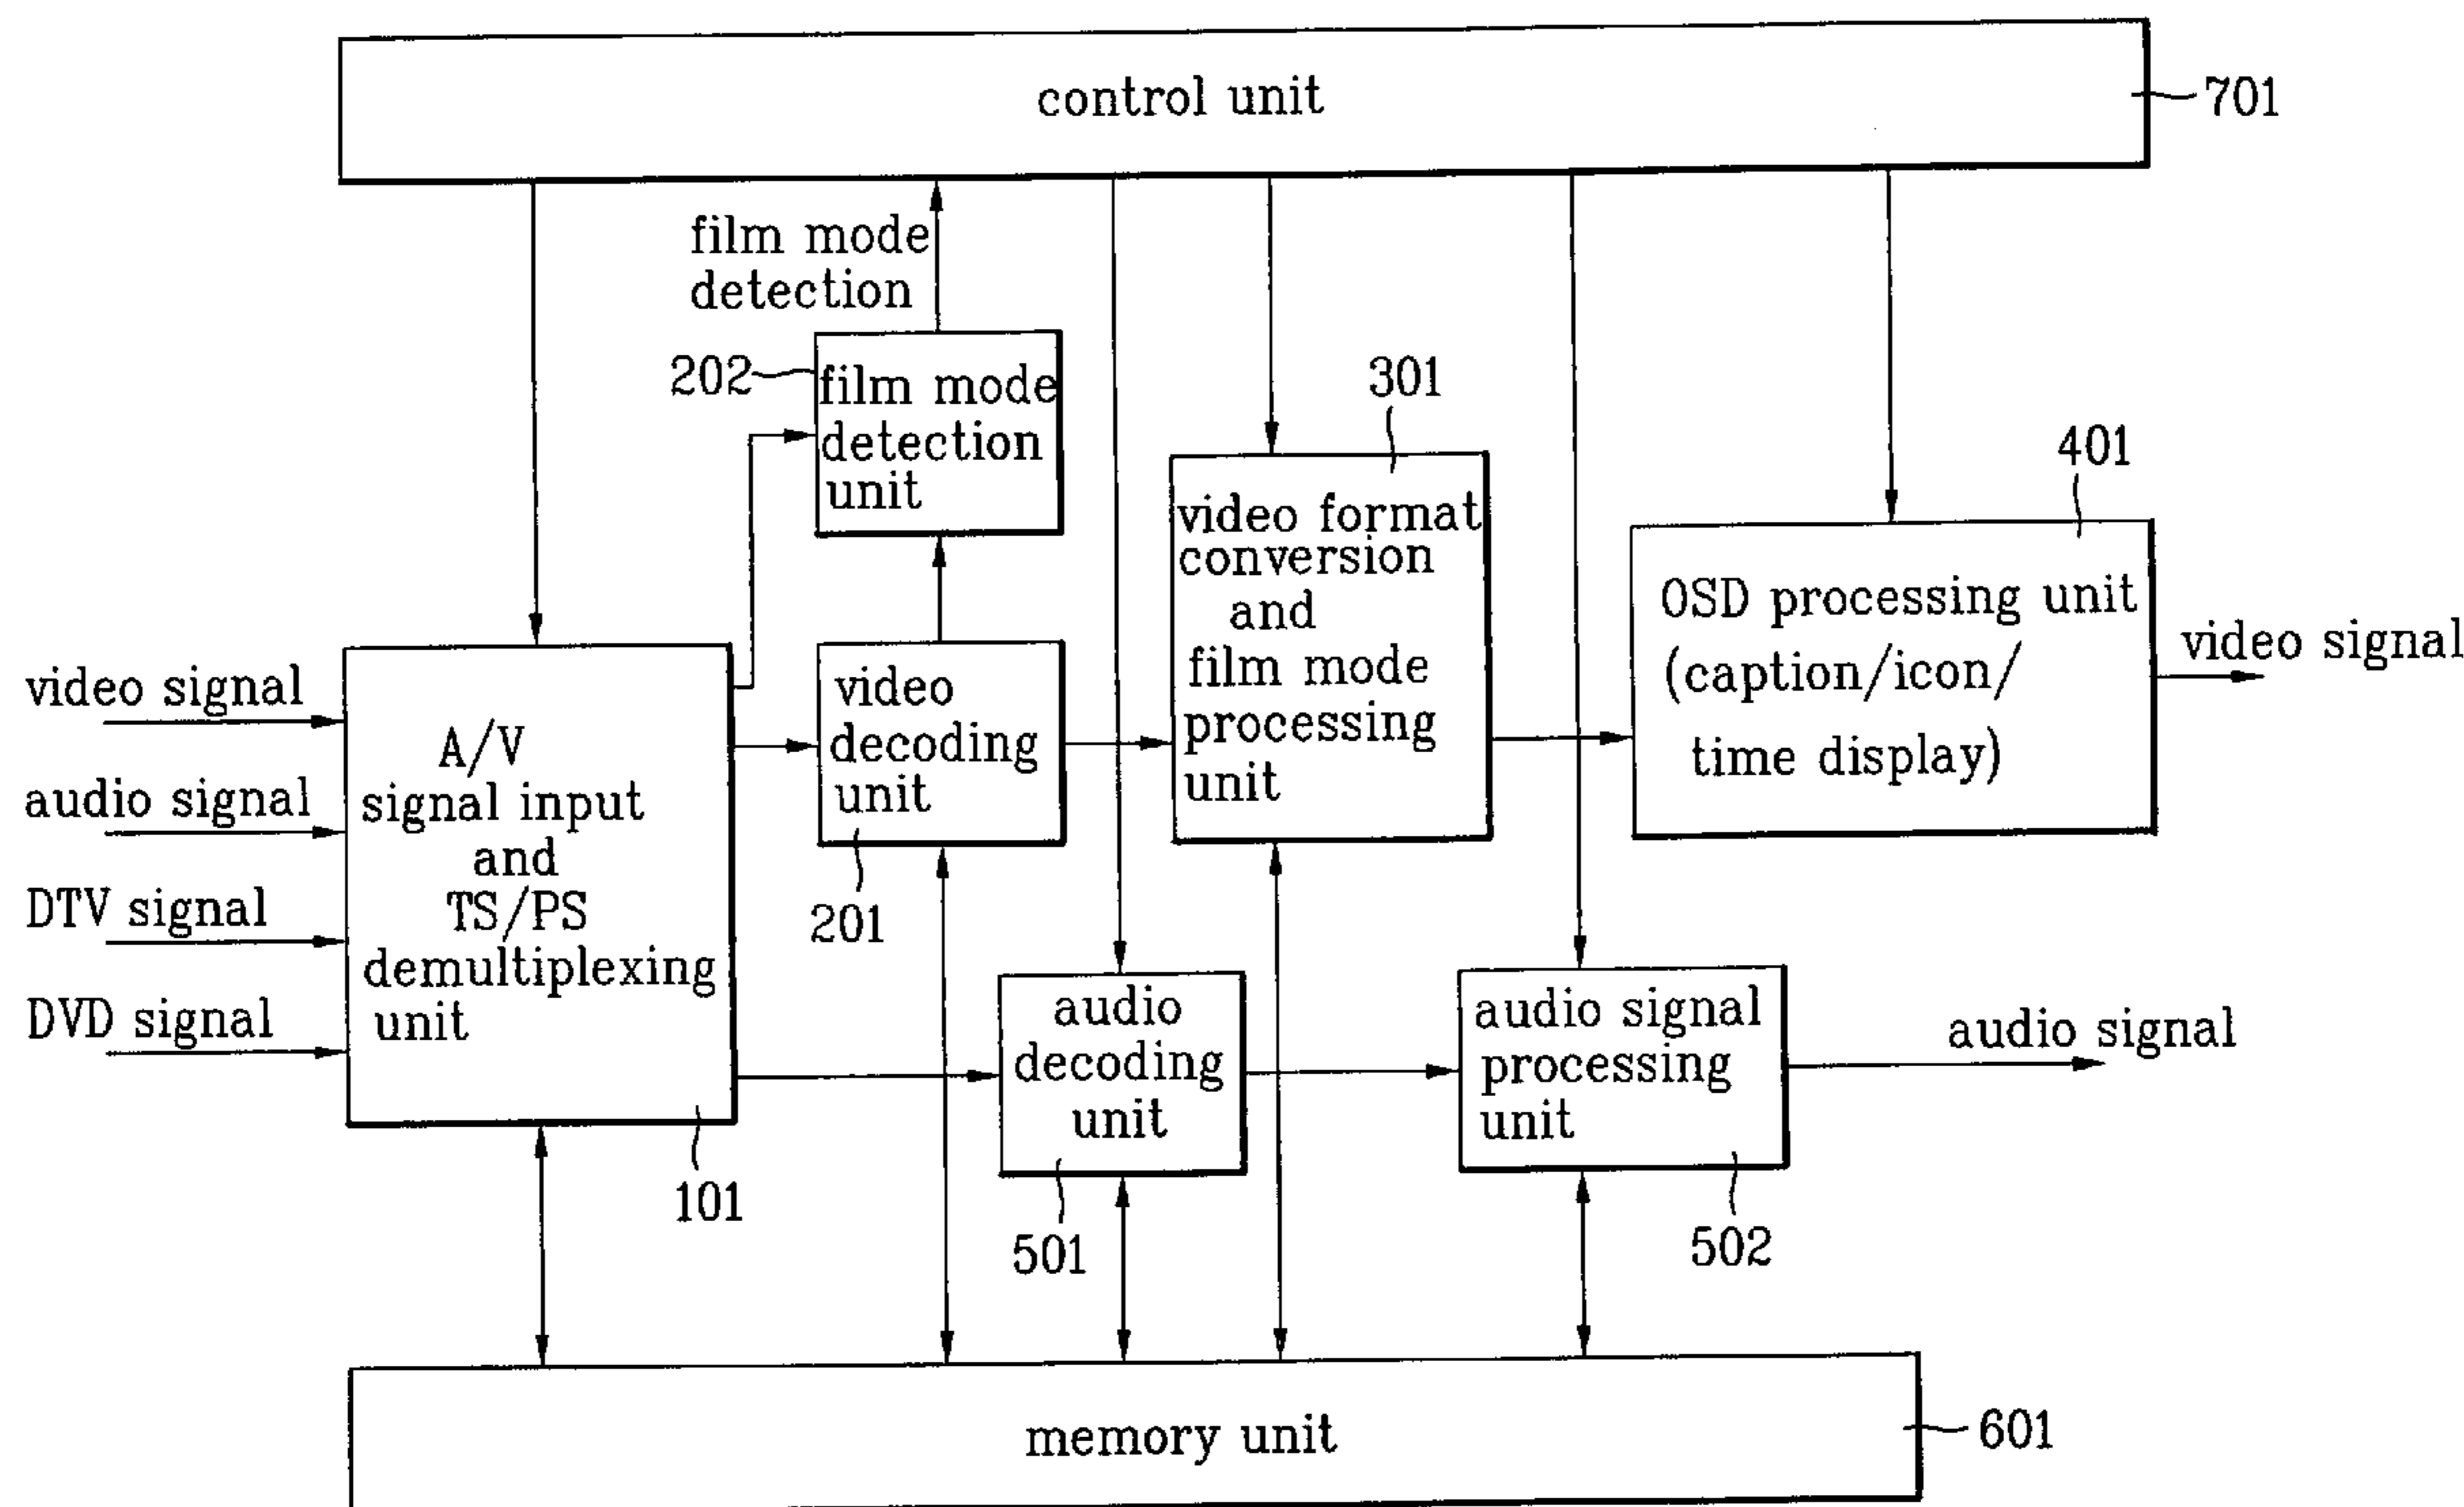 control unit
701
film mode
detection
202
film mode
detection
unit
301
video format
conversion
and
film mode
processing
unit
401
OSD processing unit
(caption/icon/
time display)
video signal
video signal
audio signal
DTV signal
DVD signal
A/V
signal input
and
TS/PS
demultiplexing
unit
101
video
decoding
unit
201
audio
decoding
unit
501
audio signal
processing
unit
502
audio signal
memory unit
601